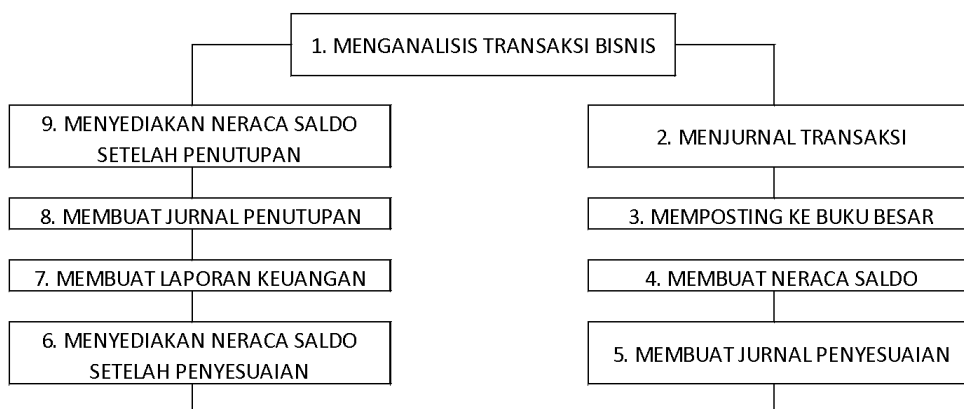 1. MENGANALISIS TRANSAKSI BISNIS
9. MENYEDIAKAN NERACA SALDO
SETELAH PENUTUPAN
2. MENJURNAL TRANSAKSI
8. MEMBUAT JURNAL PENUTUPAN
3. MEMPOSTING KE BUKU BESAR
7. MEMBUAT LAPORAN KEUANGAN
4. MEMBUAT NERACA SALDO
6. MENYEDIAKAN NERACA SALDO
SETELAH PENYESUAIAN
5. MEMBUAT JURNAL PENYESUAIAN